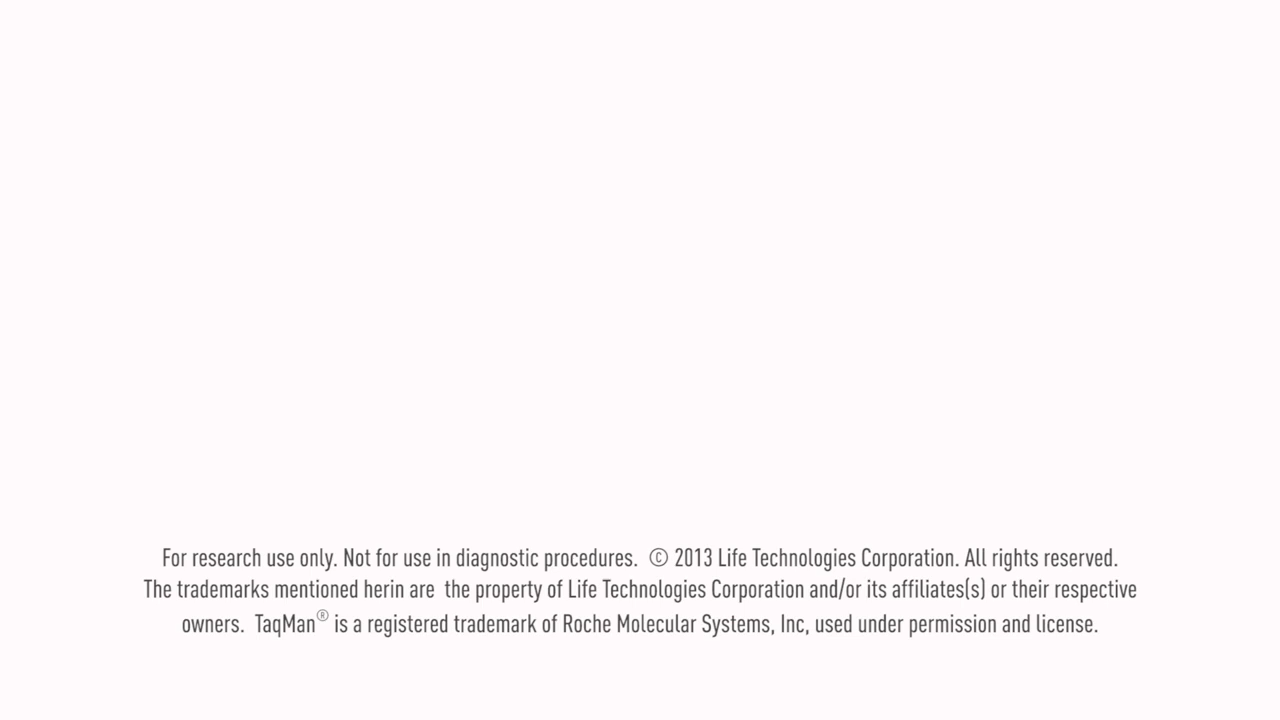 For research use only. Not for use in diagnostic procedures.  © 2013 Life Technologies Corporation. All rights reserved.
The trademarks mentioned herin are  the property of Life Technologies Corporation and/or its affiliates(s) or their respective
owners.  TaqMan® is a registered trademark of Roche Molecular Systems, Inc, used under permission and license.